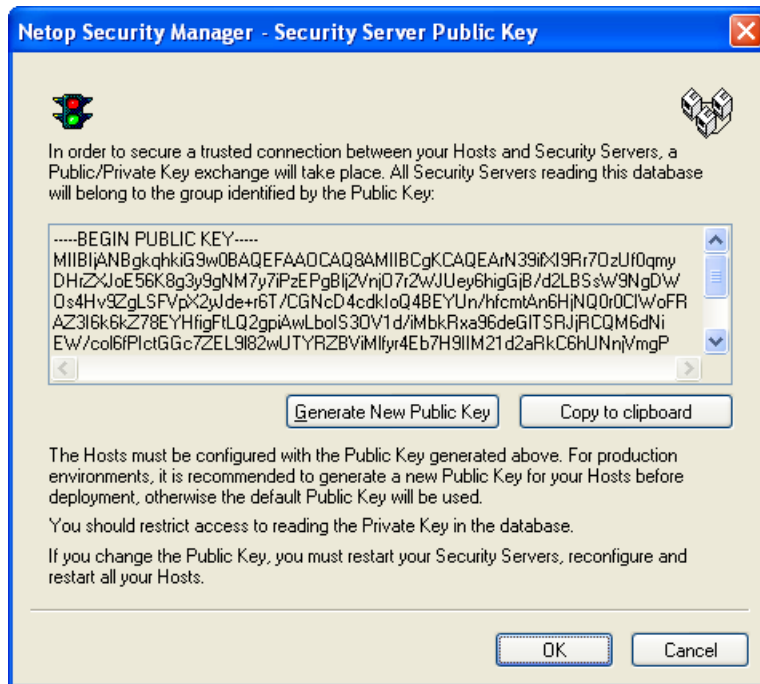 Netop Security Manager - Security Server Public Key
In order to secure a trusted connection between your Hosts and Security Servers, a
Public/Private Key exchange will take place. All Security Servers reading this database
will belong to the group identified by the Public Key:
-----BEGIN PUBLIC KEY-----
MIIBIjANBgkqhkiG9w0BAQEFAAOCAQ8AMIIBCgKCAQEArN39ifXI9Rr7OzUf0qmy
DHrZXJoE56K8g3y9gNM7y7iPzEPgBlj2VnjO7r2WJUey6higGjB/d2LBSsW9NgDW
Os4Hv9ZgLSFVpX2yJde+r6T/CGNcD4cdkloQ4BEYUn/hfcmtAn6HjNQ0r0CIWoFR
AZ3I6k6kZ78EYHfigFtLQ2gpiAwLbolS3OV1d/iMbkRxa96deGITSRJjRCQM6dNi
EW/col6fPIctGGc7ZEL9l82wUTYRZBViMlfyr4Eb7H9IIM21d2aRkC6hUNnjVmgP
Generate New Public Key
Copy to clipboard
The Hosts must be configured with the Public Key generated above. For production
environments, it is recommended to generate a new Public Key for your Hosts before
deployment, otherwise the default Public Key will be used.
You should restrict access to reading the Private Key in the database.
If you change the Public Key, you must restart your Security Servers, reconfigure and
restart all your Hosts.
OK
Cancel